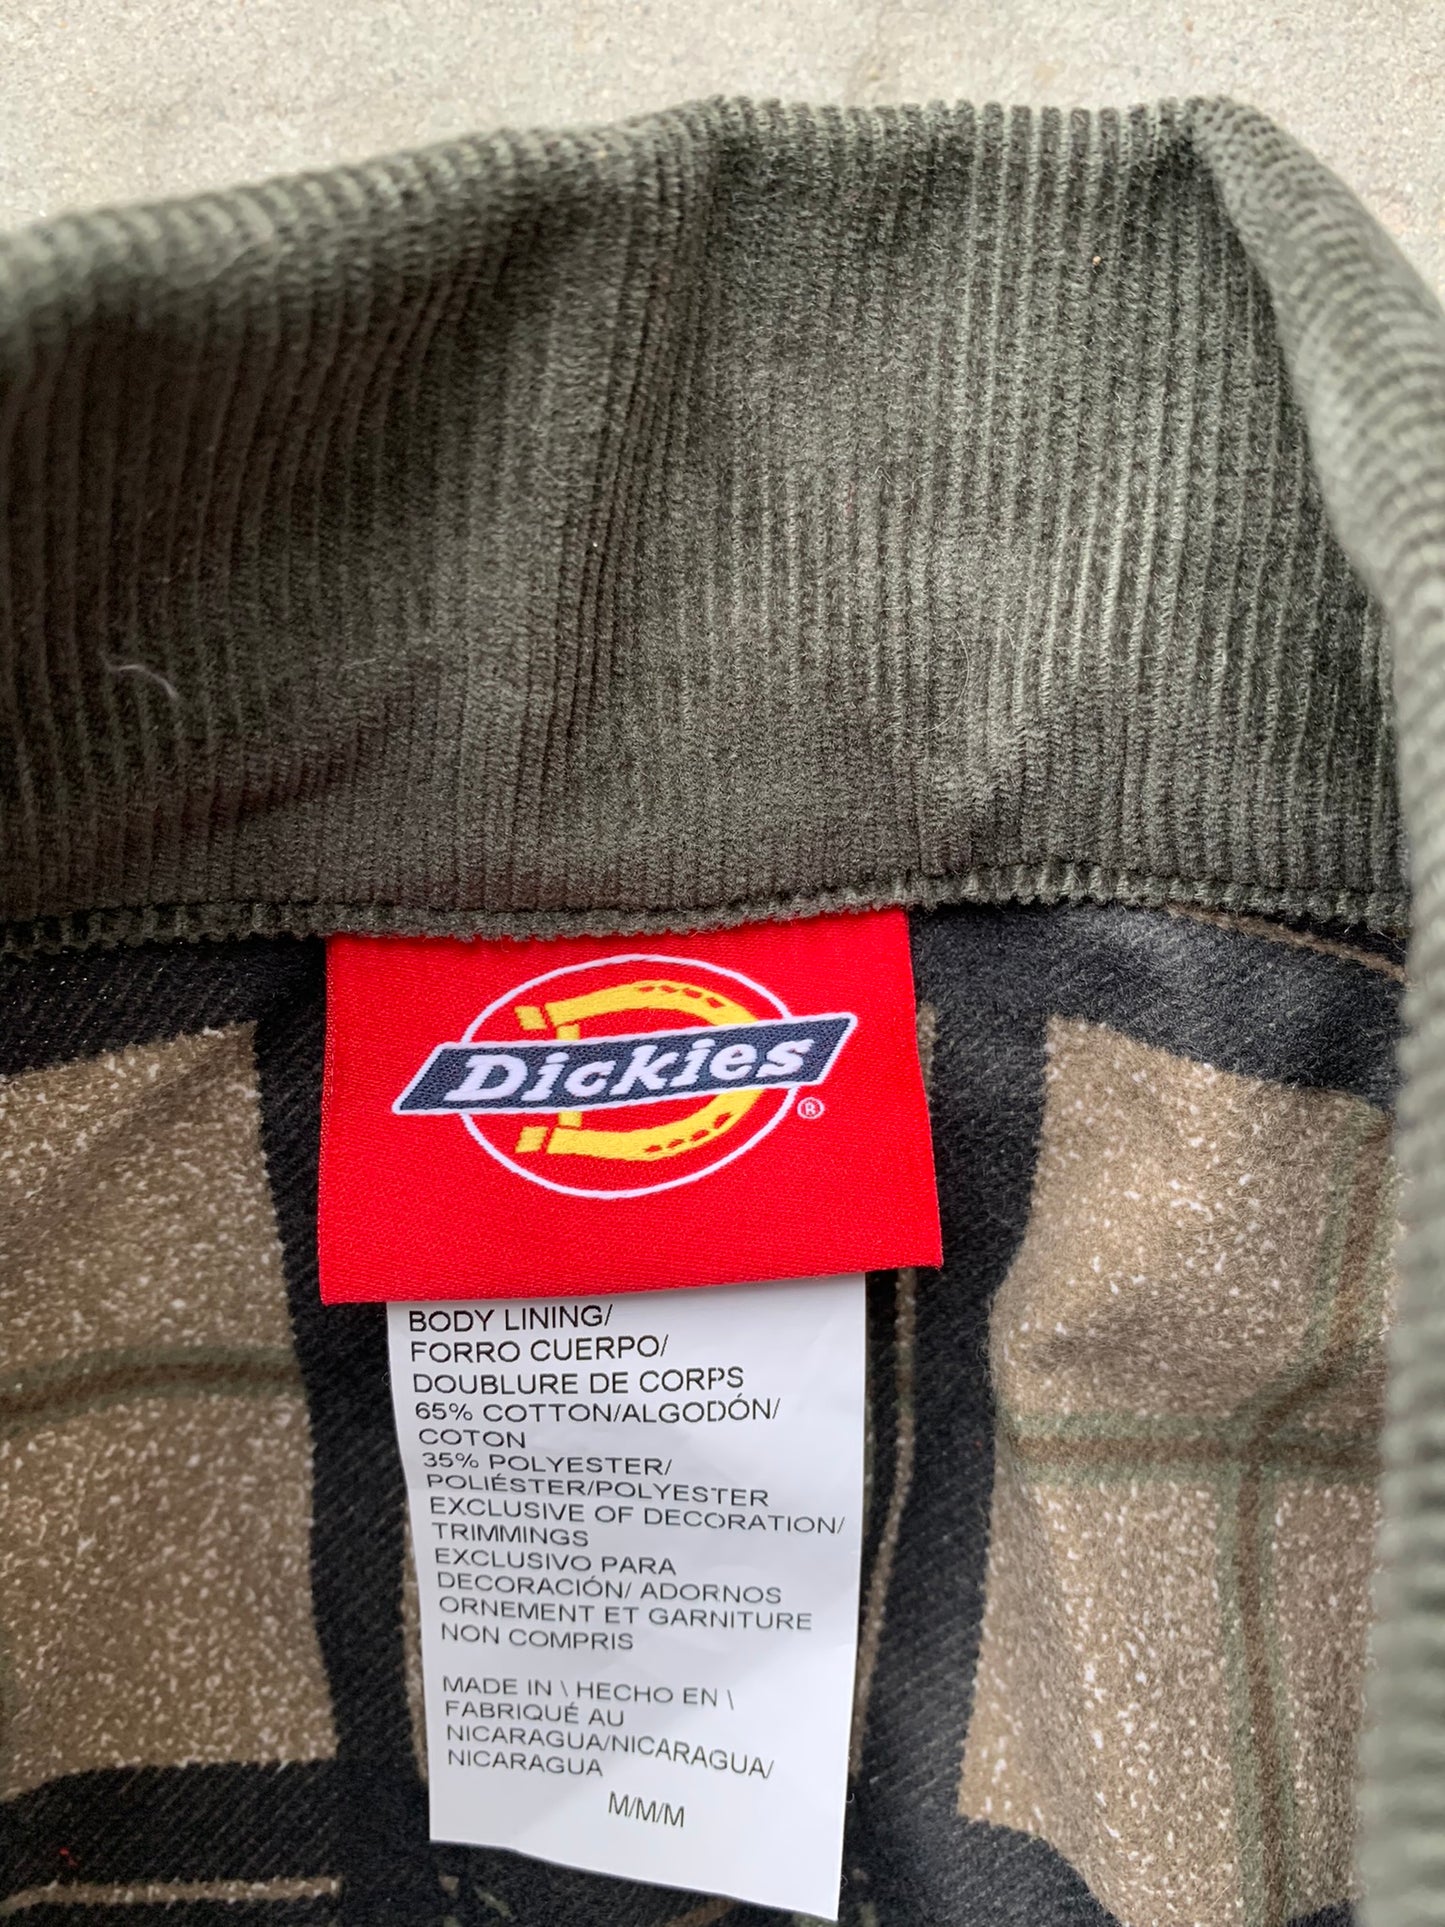 Dickies
®
BODY LINING/
FORRO CUERPO/
DOUBLURE DE CORPS
65% COTTON/ALGODÓN/
COTON
35% POLYESTER/
POLIÉSTER/POLYESTER
EXCLUSIVE OF DECORATION/
TRIMMINGS
EXCLUSIVO PARA
DECORACIÓN/ ADORNOS
ORNEMENT ET GARNITURE
NON COMPRIS
MADE IN \ HECHO EN \
FABRIQUÉ AU
NICARAGUA/NICARAGUA/
NICARAGUA
M/M/M